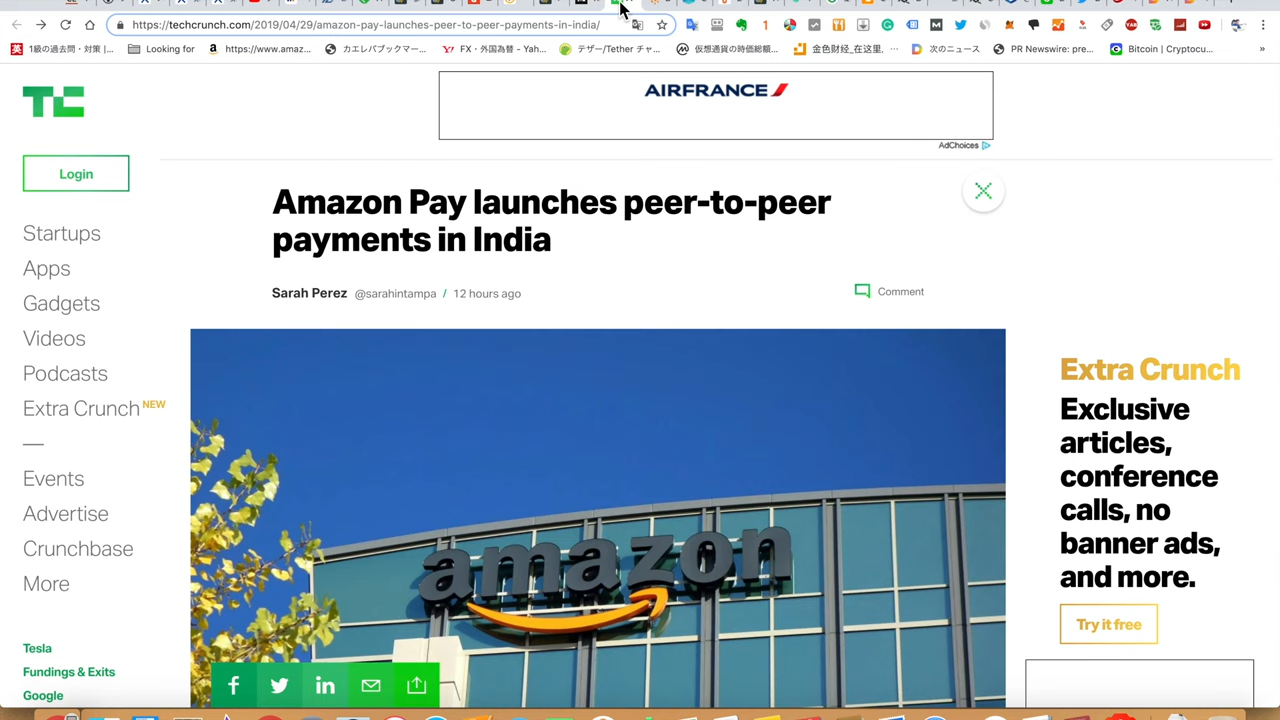 https://techcrunch.com/2019/04/29/amazon-pay-launches-peer-to-peer-payments-in-india/
1級の過去問・対策 |...
Looking for
https://www.amaz...
カエレバブックマー...
FX・外国為替 - Yah...
テザー/Tether チャ...
仮想通貨の時価総額...
金色财经_在这里,...
次のニュース
PR Newswire: pre...
Bitcoin | Cryptocu...
»
TC
AIRFRANCE
AdChoices
Login
Amazon Pay launches peer-to-peer
payments in India
Sarah Perez @sarahintampa / 12 hours ago
Comment
Startups
Apps
Gadgets
Videos
Podcasts
Extra Crunch NEW
—
Events
Advertise
Crunchbase
More
Tesla
Fundings & Exits
Google
amazon
Extra Crunch
Exclusive
articles,
conference
calls, no
banner ads,
and more.
Try it free